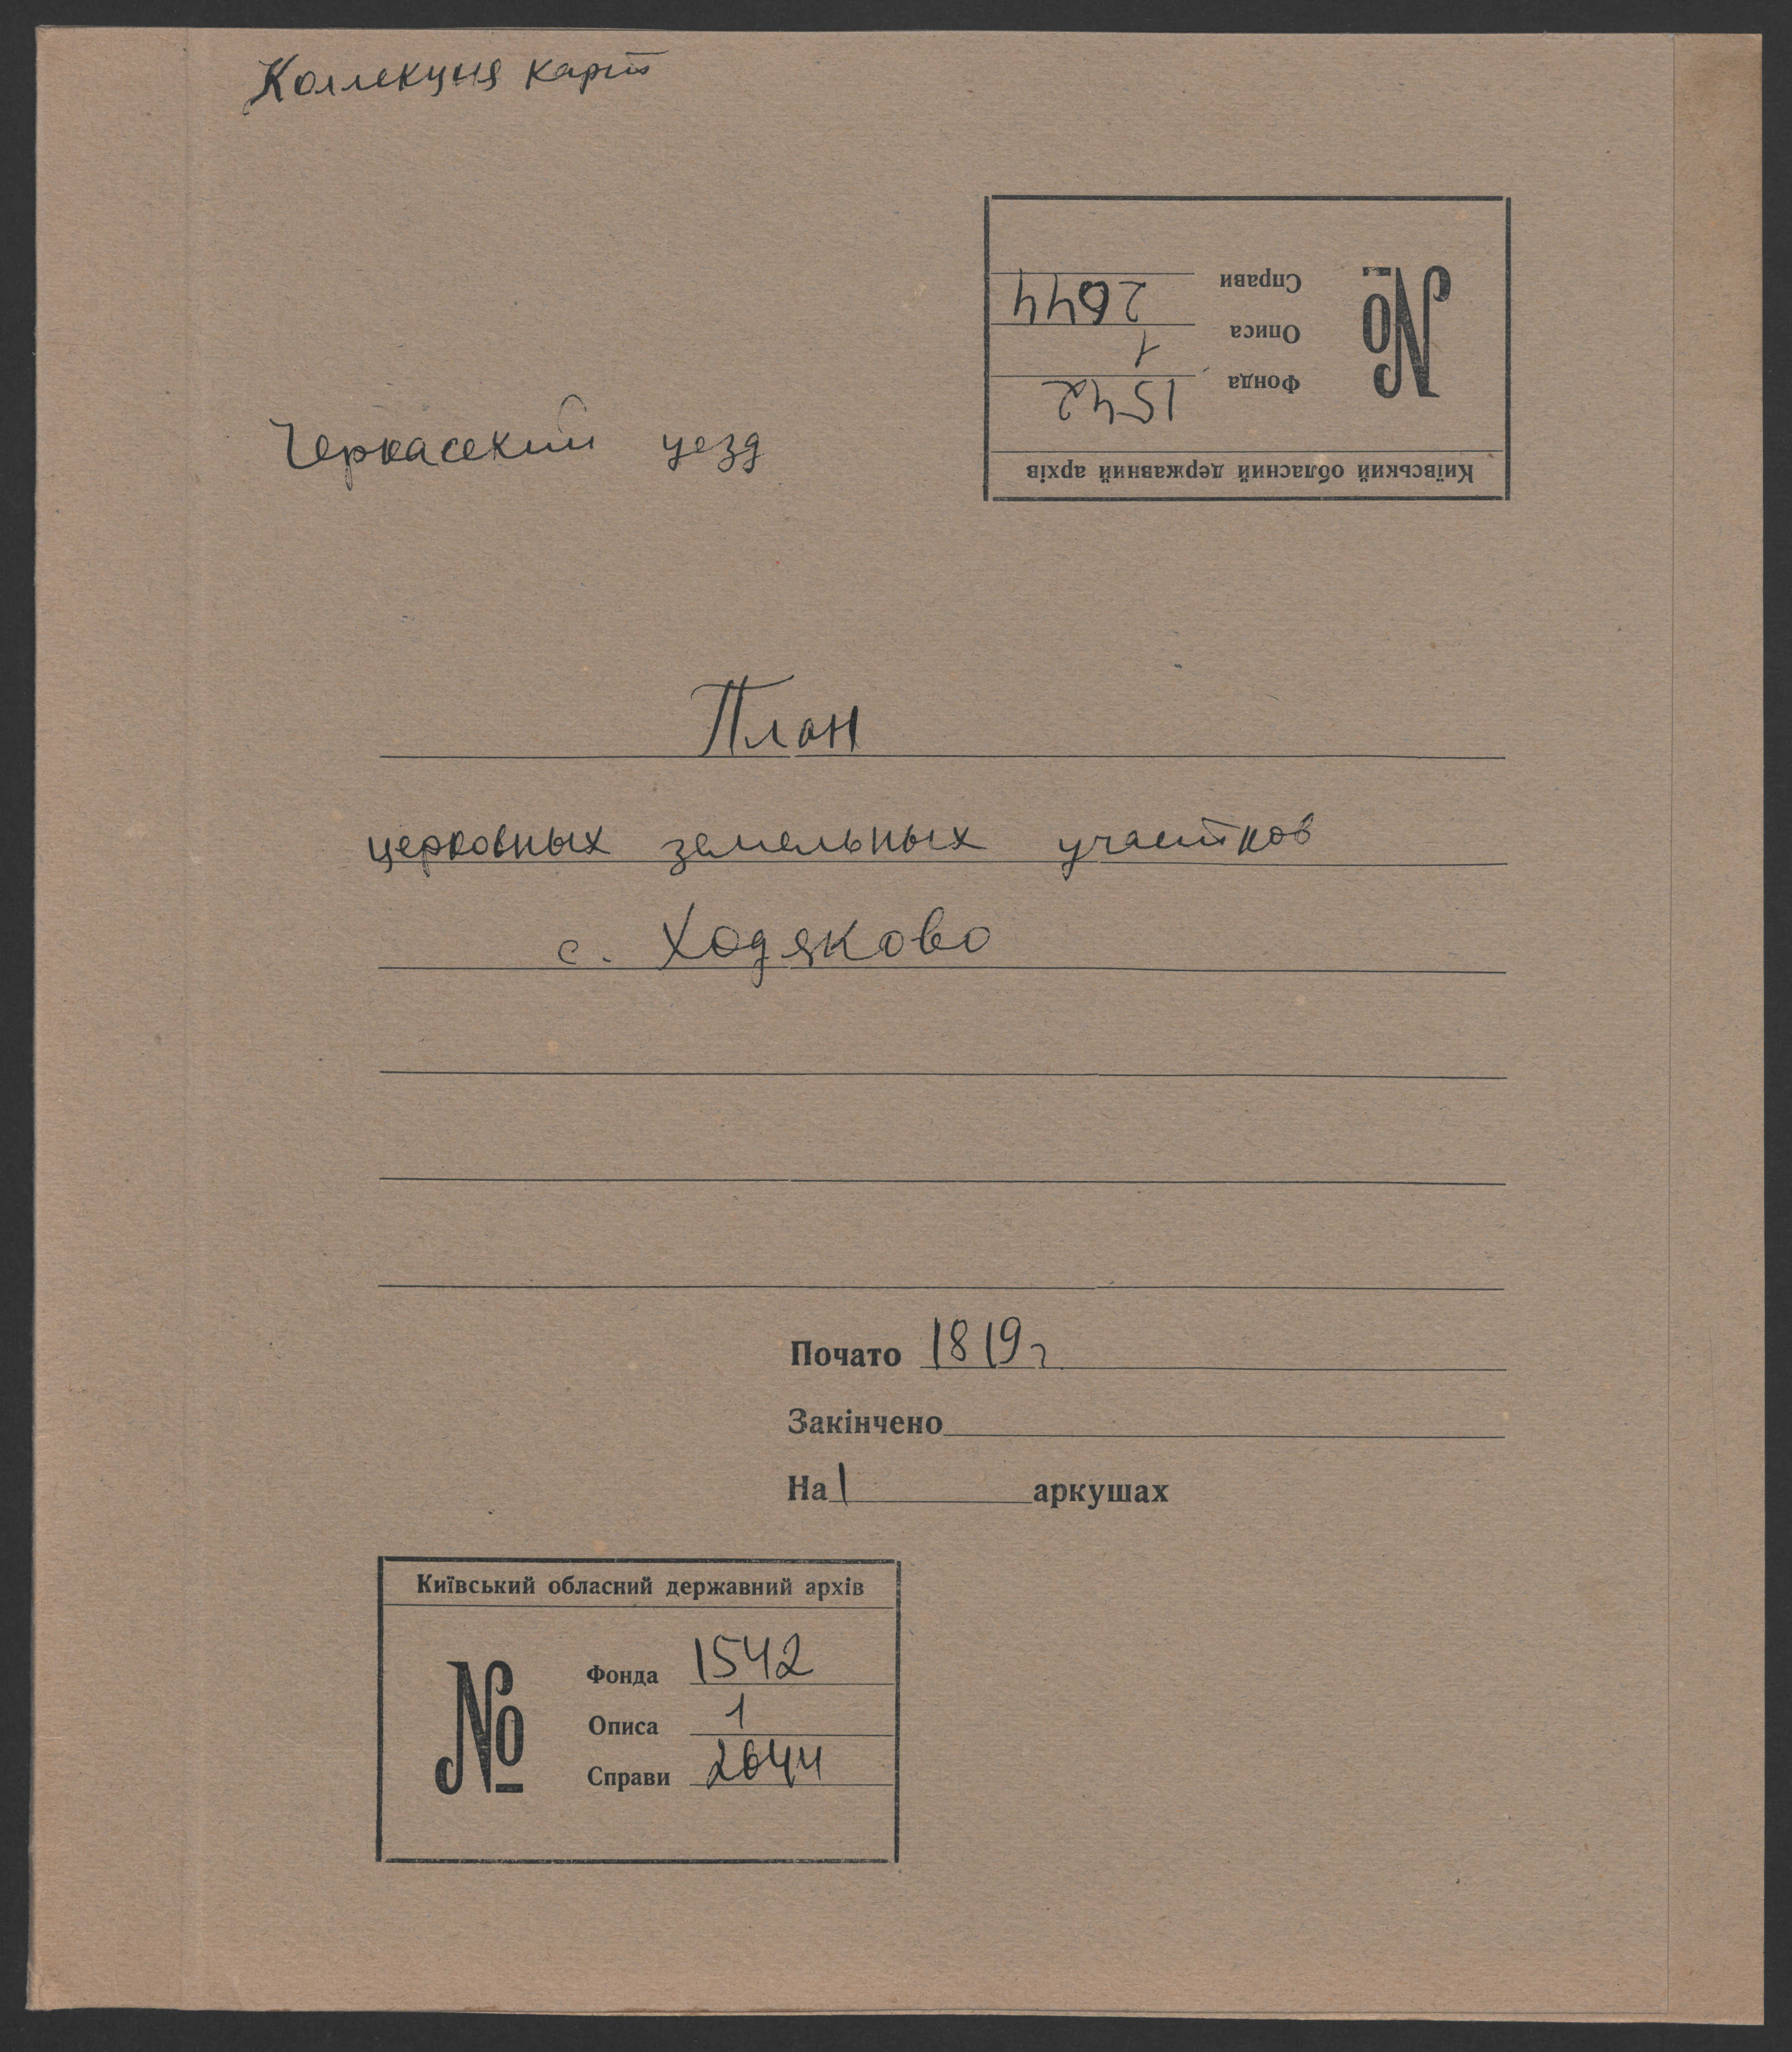 Коллекция карт
№
Справи 2644
Описа 1
Фонда 1542
Київський обласний державний архів
Черкасский уезд
План
церковных земельных участков
с. Ходяково
Почато 1819 г.
Закінчено
На 1 аркушах
Київський обласний державний архів
№
Фонда 1542
Описа 1
Справи 2644